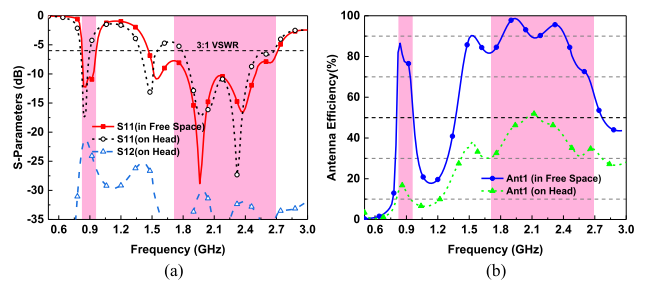 0
-5
-10
-15
-20
-25
-30
-35
S-Parameters (dB)
3:1 VSWR
S11(in Free Space)
S11(on Head)
S12(on Head)
0.6 0.9 1.2 1.5 1.8 2.1 2.4 2.7 3.0
Frequency (GHz)
(a)
100
80
60
40
20
0
Antenna Efficiency(%)
Ant1 (in Free Space)
Ant1 (on Head)
0.6 0.9 1.2 1.5 1.8 2.1 2.4 2.7 3.0
Frequency (GHz)
(b)